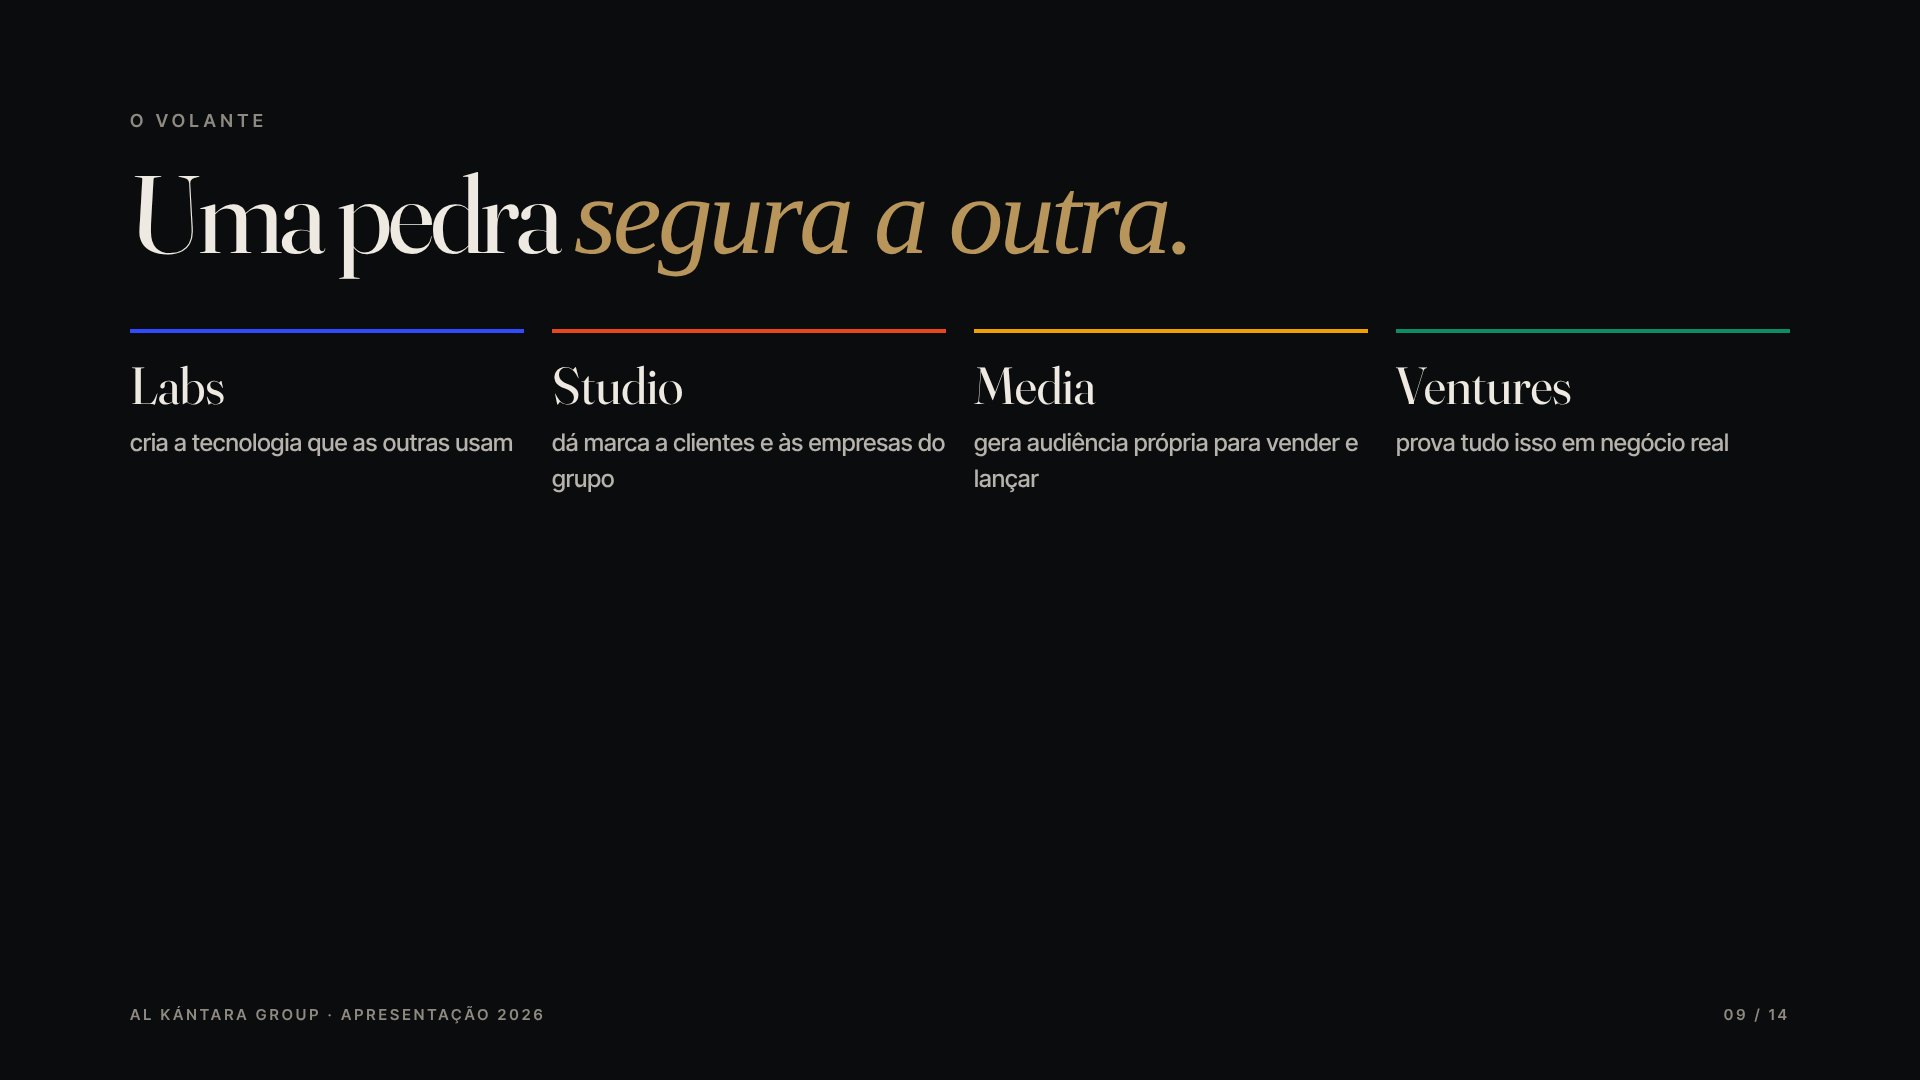 O VOLANTE
Uma pedra segura a outra.
Labs
cria a tecnologia que as outras usam
Studio
dá marca a clientes e às empresas do
grupo
Media
gera audiência própria para vender e
lançar
Ventures
prova tudo isso em negócio real
AL KÁNTARA GROUP · APRESENTAÇÃO 2026
09 / 14